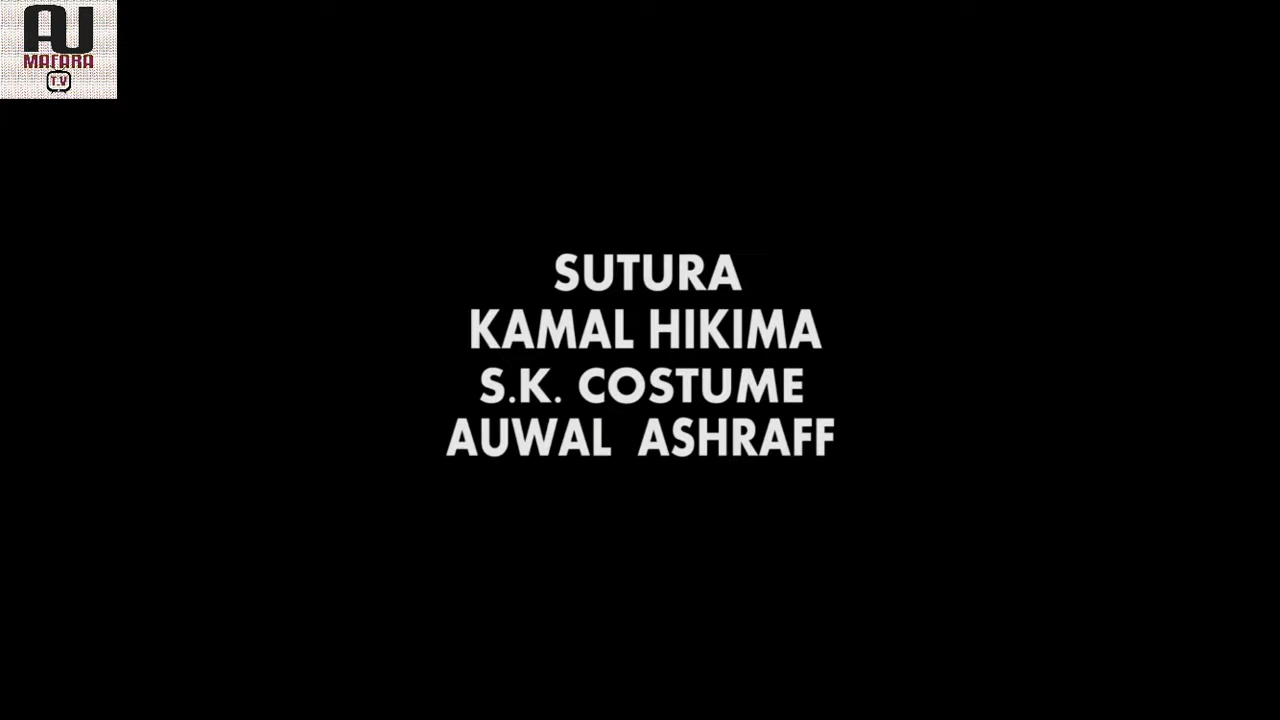 AU
MAFARA
T.V
SUTURA
KAMAL HIKIMA
S.K. COSTUME
AUWAL ASHRAFF